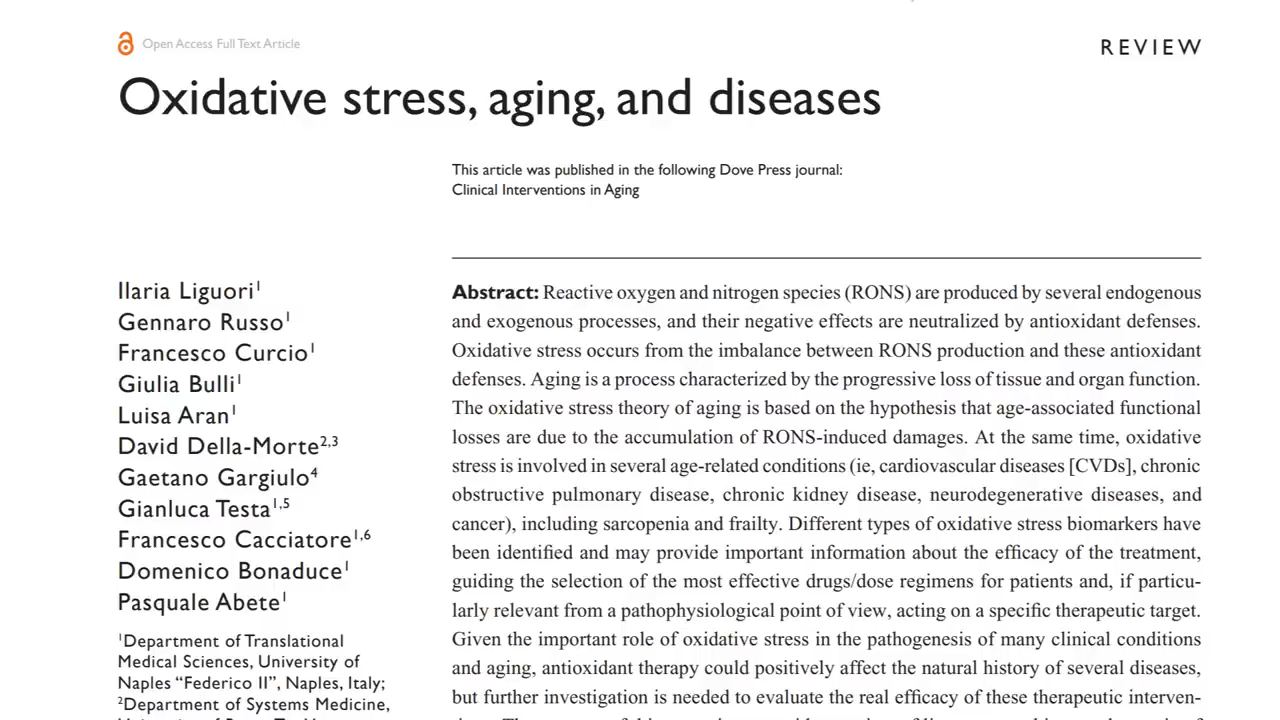 Open Access Full Text Article
REVIEW
Oxidative stress, aging, and diseases
This article was published in the following Dove Press journal:
Clinical Interventions in Aging
Ilaria Liguori¹
Gennaro Russo¹
Francesco Curcio¹
Giulia Bulli¹
Luisa Aran¹
David Della-Morte²,³
Gaetano Gargiulo⁴
Gianluca Testa¹,⁵
Francesco Cacciatore¹,⁶
Domenico Bonaduce¹
Pasquale Abete¹
¹Department of Translational
Medical Sciences, University of
Naples “Federico II”, Naples, Italy;
²Department of Systems Medicine,
Abstract: Reactive oxygen and nitrogen species (RONS) are produced by several endogenous
and exogenous processes, and their negative effects are neutralized by antioxidant defenses.
Oxidative stress occurs from the imbalance between RONS production and these antioxidant
defenses. Aging is a process characterized by the progressive loss of tissue and organ function.
The oxidative stress theory of aging is based on the hypothesis that age-associated functional
losses are due to the accumulation of RONS-induced damages. At the same time, oxidative
stress is involved in several age-related conditions (ie, cardiovascular diseases [CVDs], chronic
obstructive pulmonary disease, chronic kidney disease, neurodegenerative diseases, and
cancer), including sarcopenia and frailty. Different types of oxidative stress biomarkers have
been identified and may provide important information about the efficacy of the treatment,
guiding the selection of the most effective drugs/dose regimens for patients and, if particu-
larly relevant from a pathophysiological point of view, acting on a specific therapeutic target.
Given the important role of oxidative stress in the pathogenesis of many clinical conditions
and aging, antioxidant therapy could positively affect the natural history of several diseases,
but further investigation is needed to evaluate the real efficacy of these therapeutic interven-